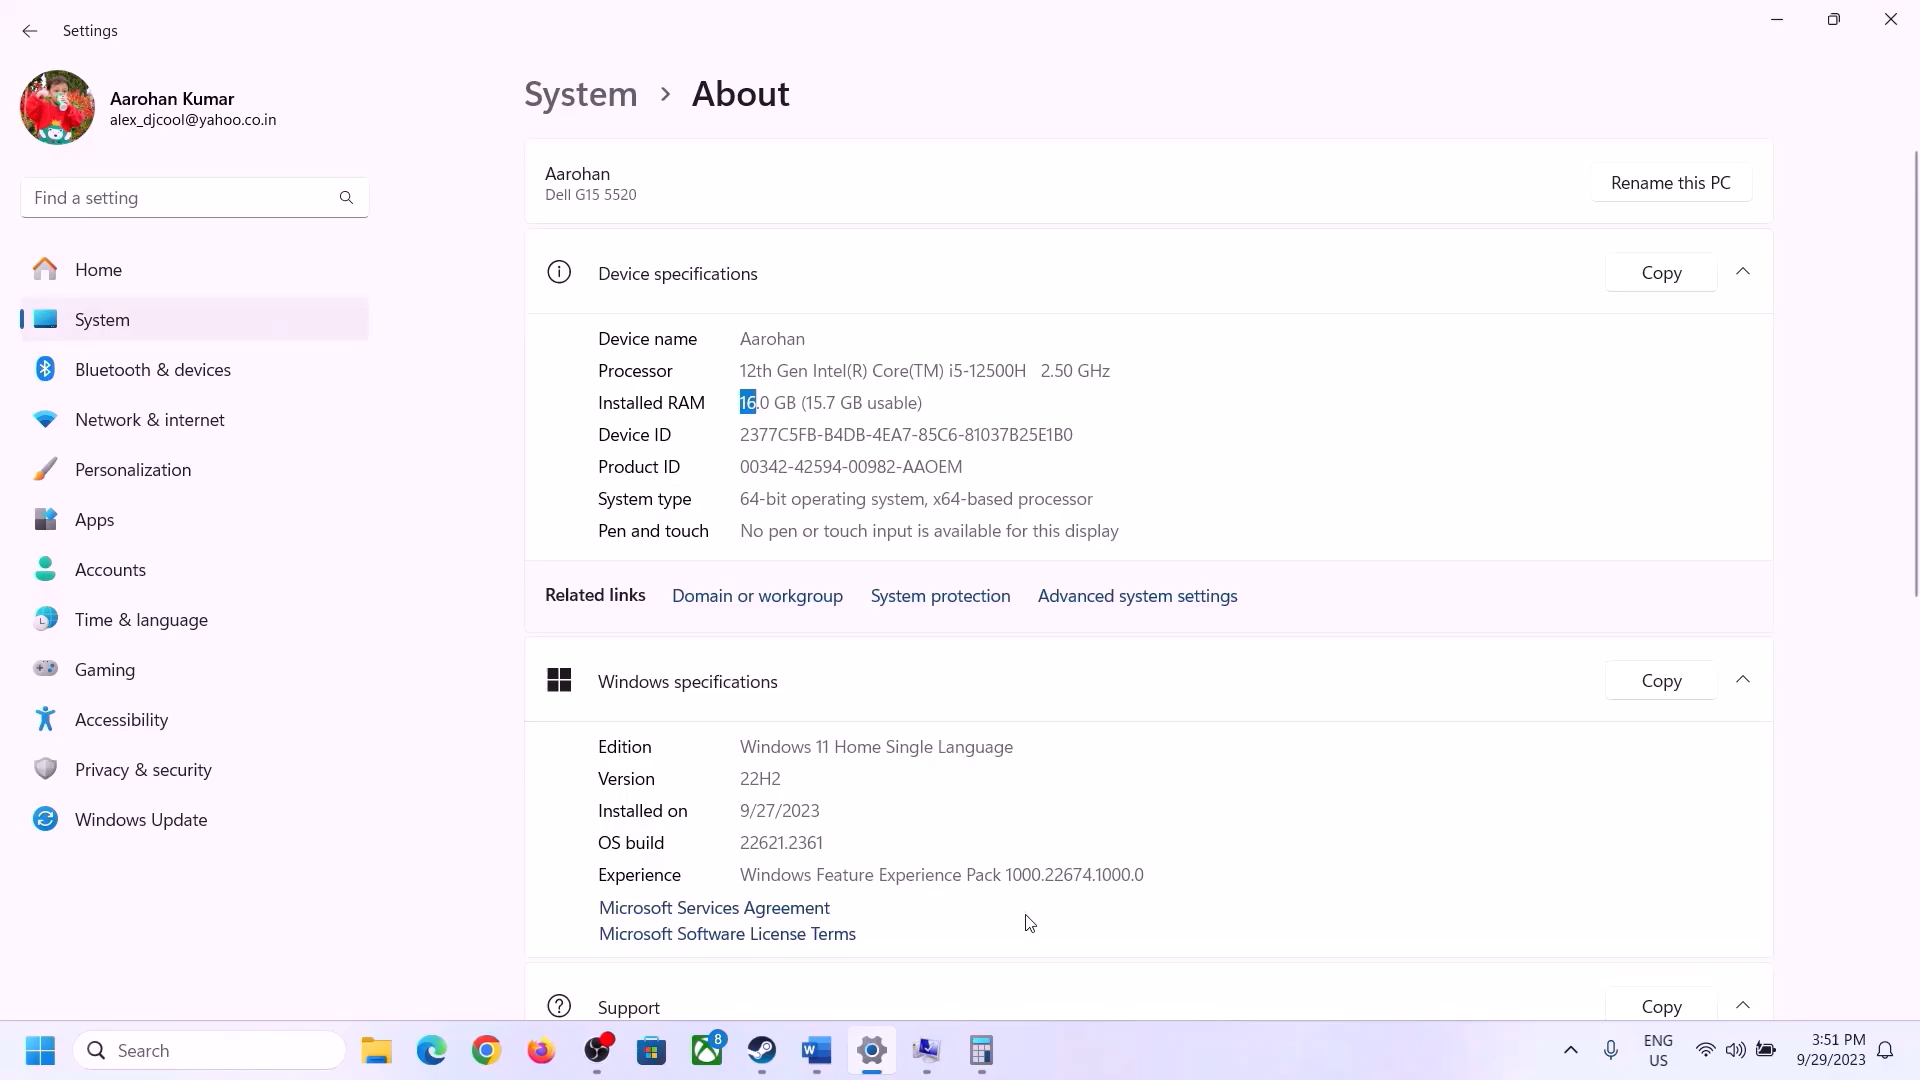 Settings
Aarohan Kumar
alex_djcool@yahoo.co.in
Find a setting
Home
System
Bluetooth & devices
Network & internet
Personalization
Apps
Accounts
Time & language
Gaming
Accessibility
Privacy & security
Windows Update
System > About
Aarohan
Dell G15 5520
Rename this PC
Device specifications
Copy
Device name Aarohan
Processor 12th Gen Intel(R) Core(TM) i5-12500H 2.50 GHz
Installed RAM 16.0 GB (15.7 GB usable)
Device ID 2377C5FB-B4DB-4EA7-85C6-81037B25E1B0
Product ID 00342-42594-00982-AAOEM
System type 64-bit operating system, x64-based processor
Pen and touch No pen or touch input is available for this display
Related links Domain or workgroup System protection Advanced system settings
Windows specifications
Copy
Edition Windows 11 Home Single Language
Version 22H2
Installed on 9/27/2023
OS build 22621.2361
Experience Windows Feature Experience Pack 1000.22674.1000.0
Microsoft Services Agreement
Microsoft Software License Terms
Support
Copy
Search
8
W
ENG
US
3:51 PM
9/29/2023